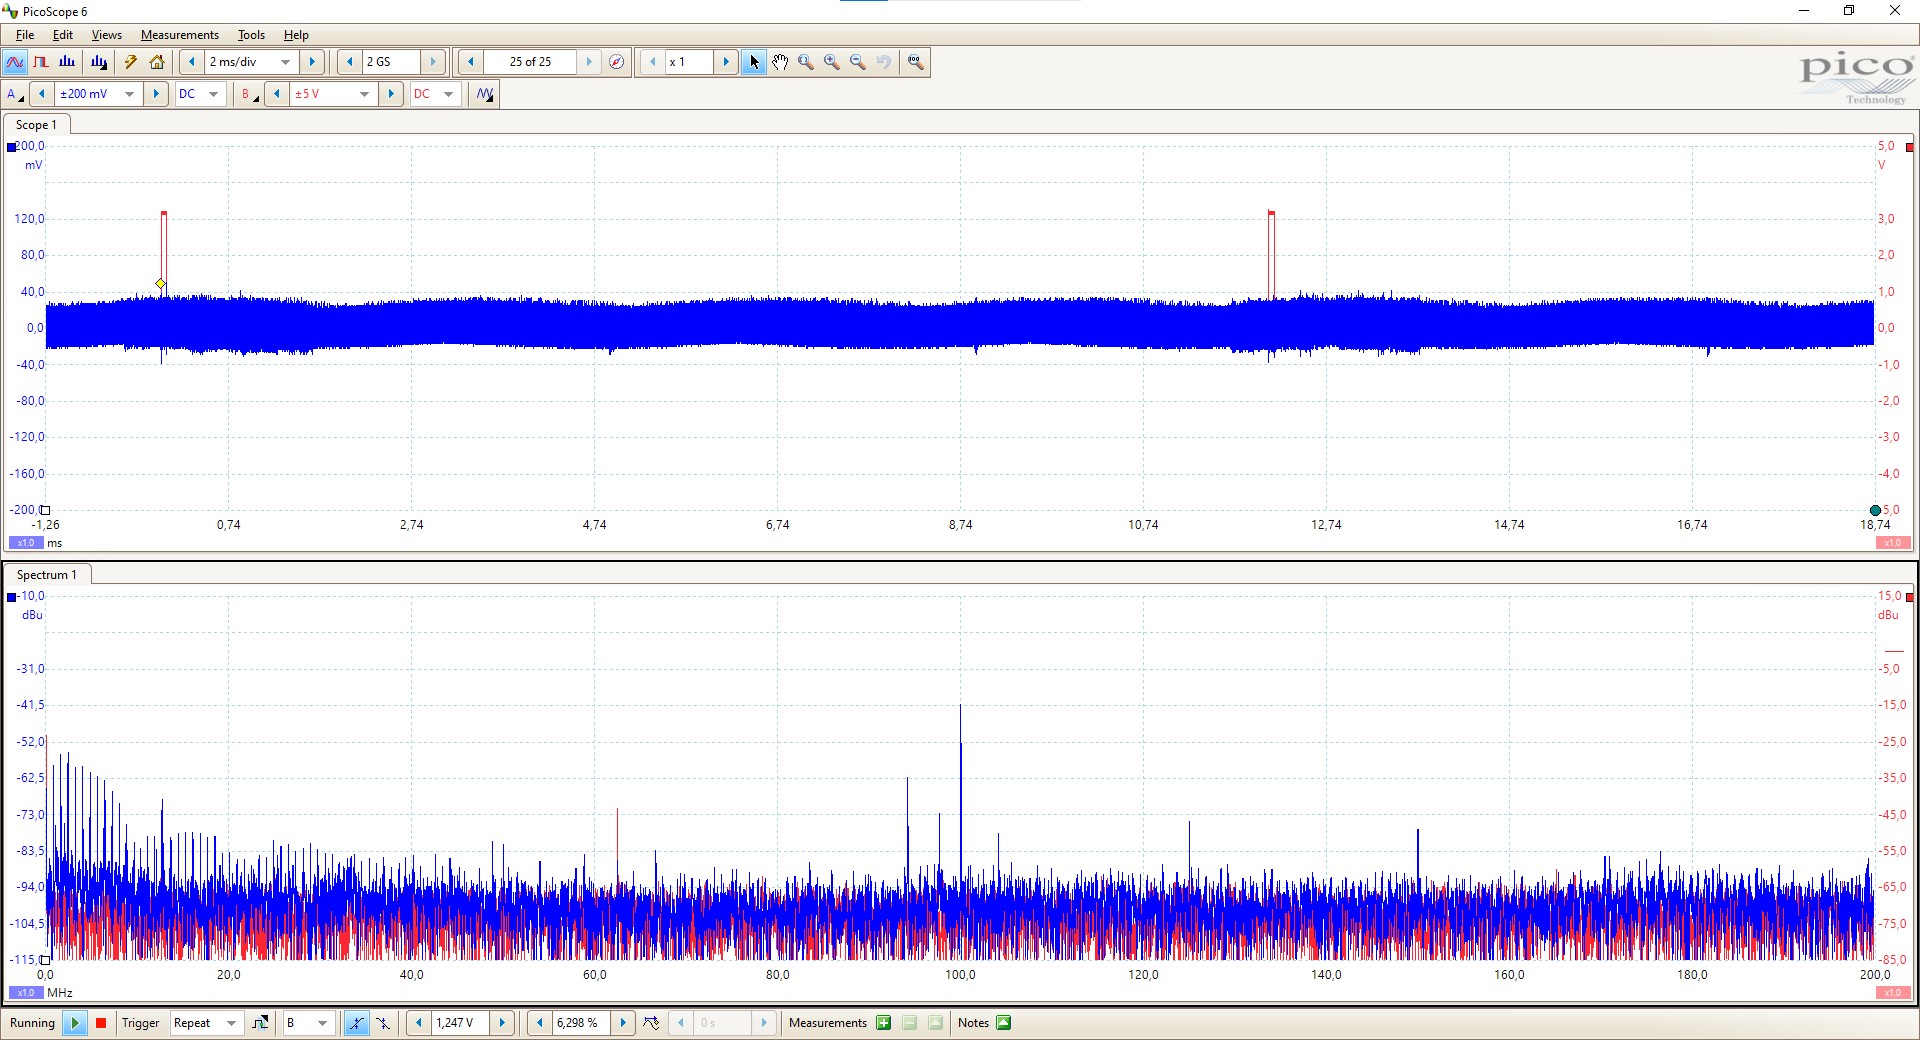 PicoScope 6
File Edit Views Measurements Tools Help
2 ms/div 2 GS 25 of 25 x 1
pico
Technology
A ±200 mV DC B ±5 V DC
Scope 1
200,0 5,0
mV V
120,0 3,0
80,0 2,0
40,0 1,0
0,0 0,0
-40,0 -1,0
-80,0 -2,0
-120,0 -3,0
-160,0 -4,0
-200,0 5,0
-1,26 0,74 2,74 4,74 6,74 8,74 10,74 12,74 14,74 16,74 18,74
x1,0 ms x1,0
Spectrum 1
-10,0 15,0
dBu dBu
-31,0 -5,0
-41,5 -15,0
-52,0 -25,0
-62,5 -35,0
-73,0 -45,0
-83,5 -55,0
-94,0 -65,0
-104,5 -75,0
-115,0 -85,0
0,0 20,0 40,0 60,0 80,0 100,0 120,0 140,0 160,0 180,0 200,0
x1,0 MHz x1,0
Running Trigger Repeat B 1,247 V 6,298 % 0 s Measurements Notes